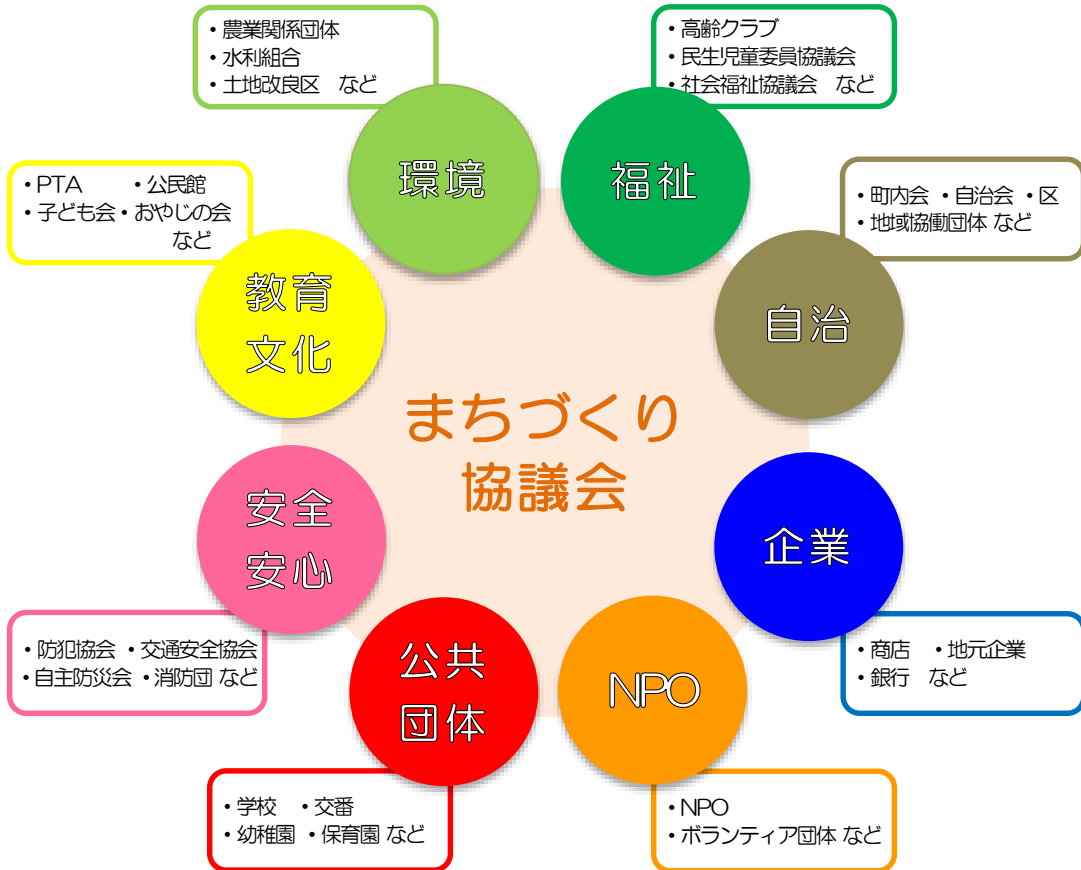 ・農業関係団体
・水利組合
・土地改良区 など
環境
・高齢クラブ
・民生児童委員協議会
・社会福祉協議会 など
福祉
・PTA ・公民館
・子ども会・おやじの会
など
教育
文化
・町内会 ・自治会 ・区
・地域協働団体 など
自治
まちづくり
協議会
安全
安心
・防犯協会 ・交通安全協会
・自主防災会 ・消防団 など
企業
・商店 ・地元企業
・銀行 など
公共
団体
・学校 ・交番
・幼稚園 ・保育園 など
NPO
・NPO
・ボランティア団体 など